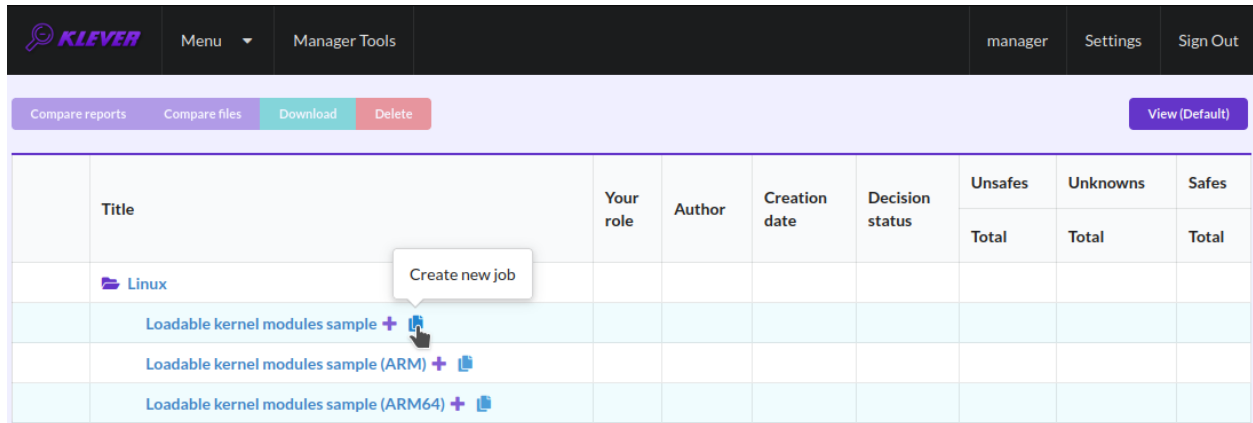 KLEVER Menu Manager Tools manager Settings Sign Out
Compare reports Compare files Download Delete View (Default)
Title Your role Author Creation date Decision status Unsafes Unknowns Safes
Total Total Total
Linux
Create new job
Loadable kernel modules sample
Loadable kernel modules sample (ARM)
Loadable kernel modules sample (ARM64)